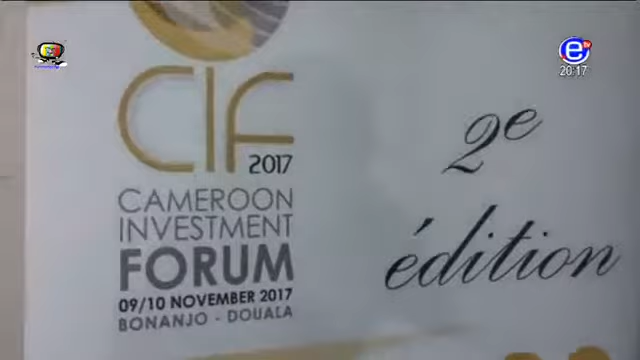 CIF
2017
CAMEROON
INVESTMENT
FORUM
09/10 NOVEMBER 2017
BONANJO - DOUALA
2e
édition
e
20:17